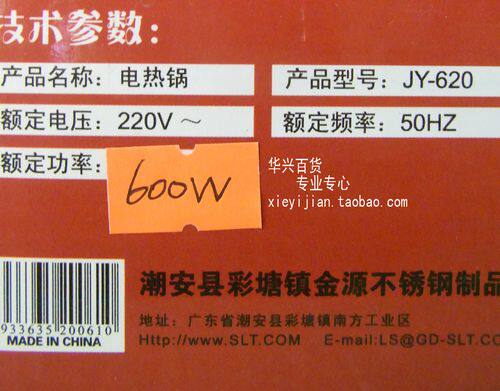 技术参数：
产品名称：电热锅
产品型号：JY-620
额定电压：220V～
额定频率：50HZ
额定功率：
600W
华兴百货
专业专心
xieyijian.taobao.com
潮安县彩塘镇金源不锈钢制品
地址：广东省潮安县彩塘镇南方工业区
Http://www.SLT.COM E-mail:LS@GD-SLT.COM
933635 200610
MADE IN CHINA